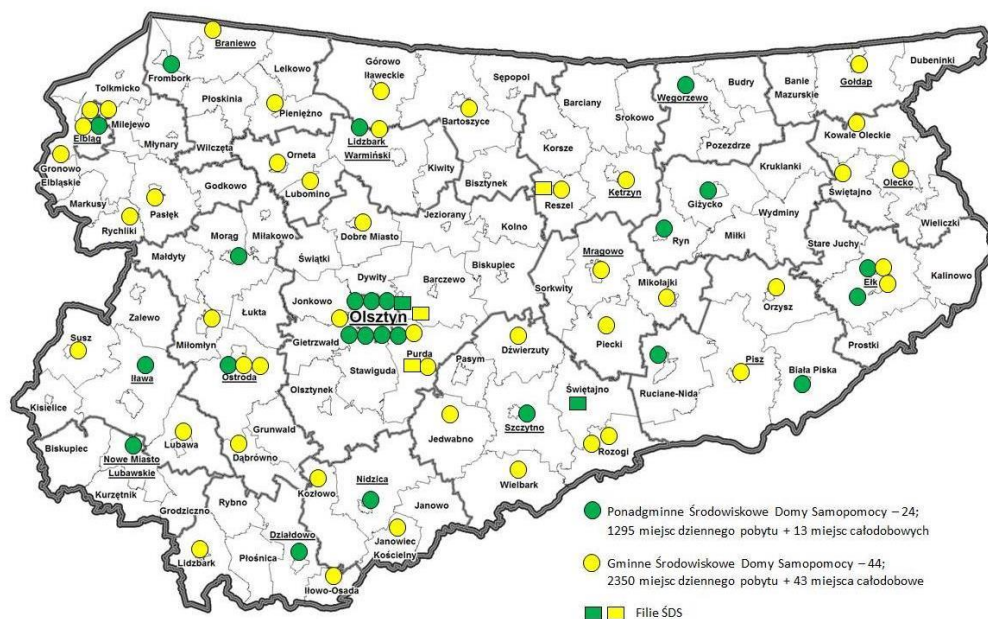 Braniewo
Frombork
Lelkowo
Górowo
Iławeckie
Sępopol
Tolkmicko
Płoskinia
Pieniężno
Bartoszyce
Barciany
Srokowo
Węgorzewo
Budry
Banie
Mazurskie
Gołdap
Dubeninki
Milejewo
Elbląg
Młynary
Wilczęta
Lidzbark
Warmiński
Orneta
Kiwity
Korsze
Pozezdrze
Kowale Oleckie
Gronowo
Elbląskie
Markusy
Pasłęk
Godkowo
Lubomino
Bisztynek
Reszel
Kętrzyn
Kruklanki
Giżycko
Świętajno
Olecko
Rychliki
Małdyty
Morąg
Miłakowo
Dobre Miasto
Jeziorany
Kolno
Ryn
Miłki
Wydminy
Wieliczki
Stare Juchy
Świątki
Dywity
Barczewo
Biskupiec
Mrągowo
Sorkwity
Mikołajki
Orzysz
Ełk
Kalinowo
Zalewo
Łukta
Jonkowo
Olsztyn
Susz
Miłomłyn
Gietrzwałd
Purda
Stawiguda
Pasym
Dźwierzuty
Piecki
Prostki
Iława
Ostróda
Olsztynek
Świętajno
Ruciane-Nida
Pisz
Biała Piska
Kisielice
Grunwald
Jedwabno
Szczytno
Rozogi
Biskupiec
Nowe Miasto
Lubawskie
Lubawa
Dąbrówno
Wielbark
Kurzętnik
Grodziczno
Rybno
Kozłowo
Nidzica
Janowo
Działdowo
Janowiec
Kościelny
Lidzbark
Płośnica
Iłowo-Osada
Ponadgminne Środowiskowe Domy Samopomocy – 24;
1295 miejsc dziennego pobytu + 13 miejsc całodobowych
Gminne Środowiskowe Domy Samopomocy – 44;
2350 miejsc dziennego pobytu + 43 miejsca całodobowe
Filie ŚDS